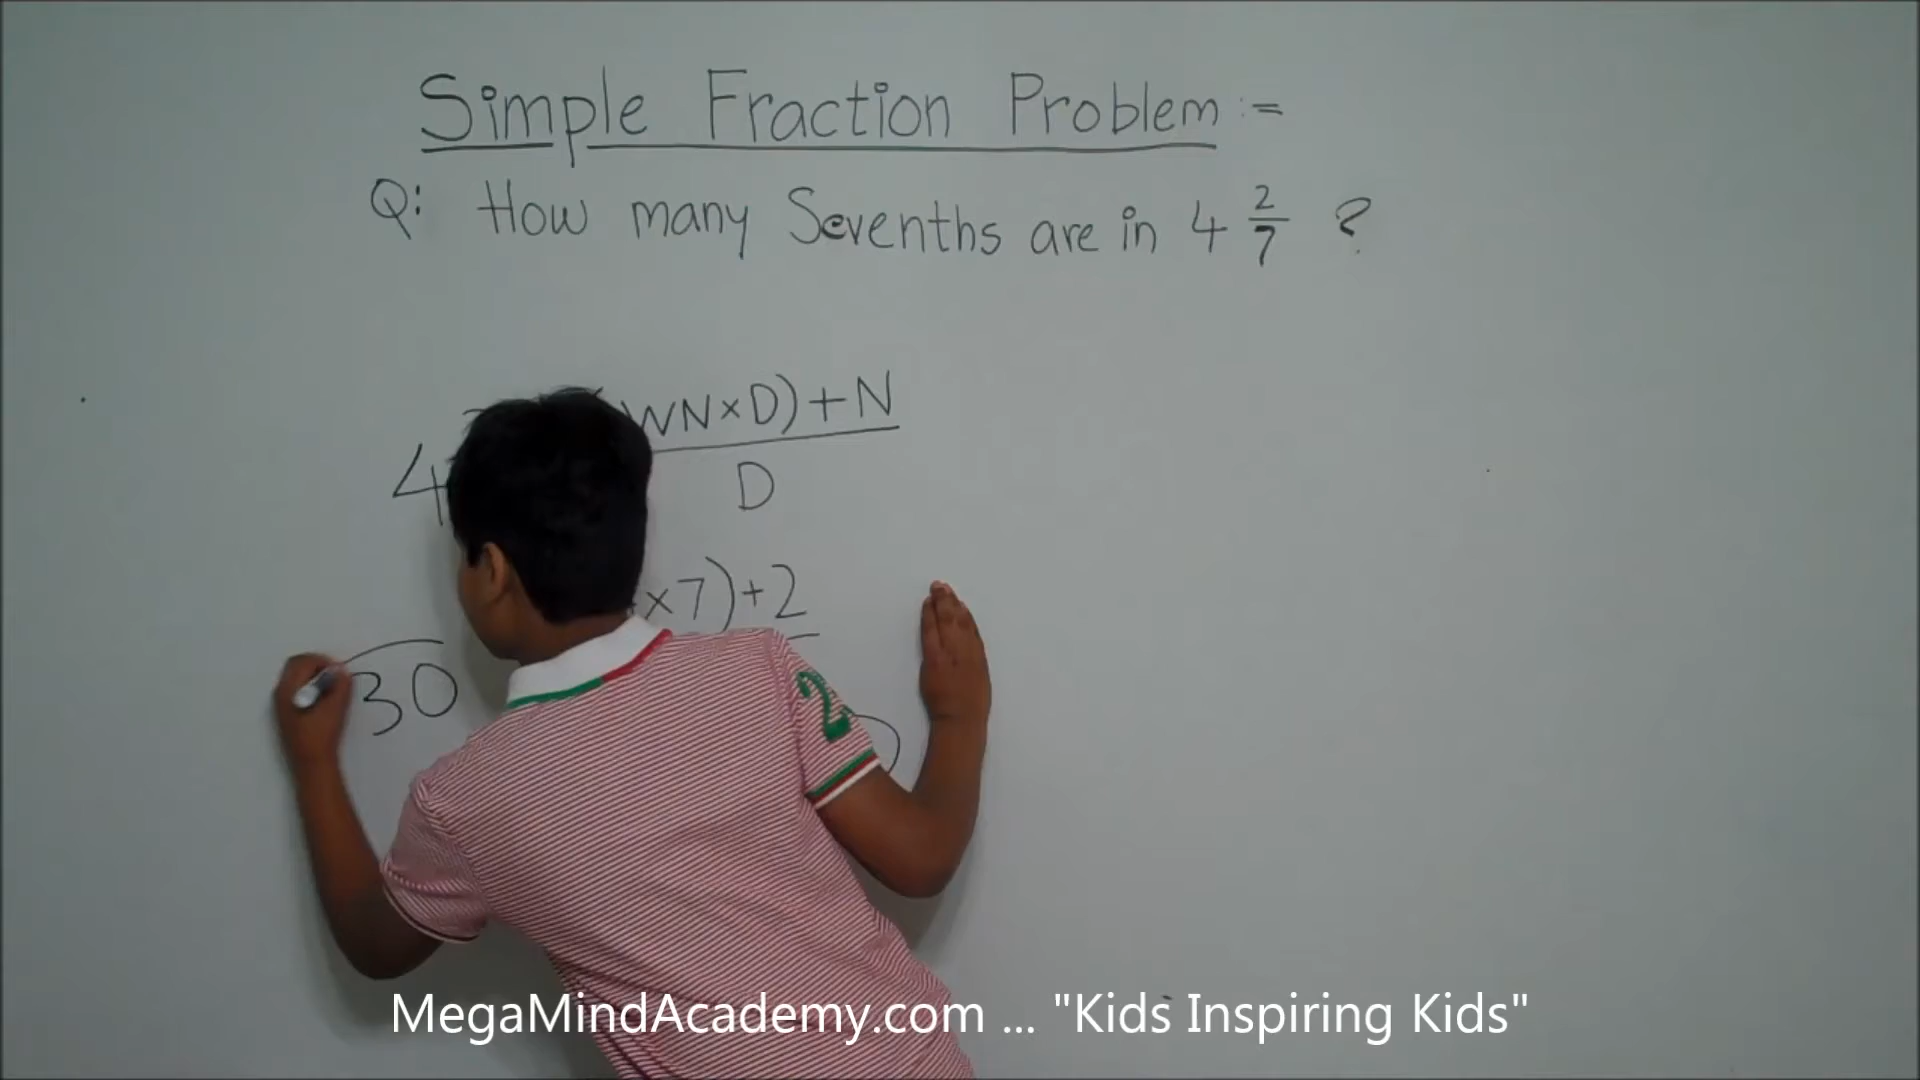 Simple Fraction Problem :-
Q: How many Sevenths are in 4 2/7 ?
4 WN×D)+N
D
×7)+2
30
2
MegaMindAcademy.com ... "Kids Inspiring Kids"